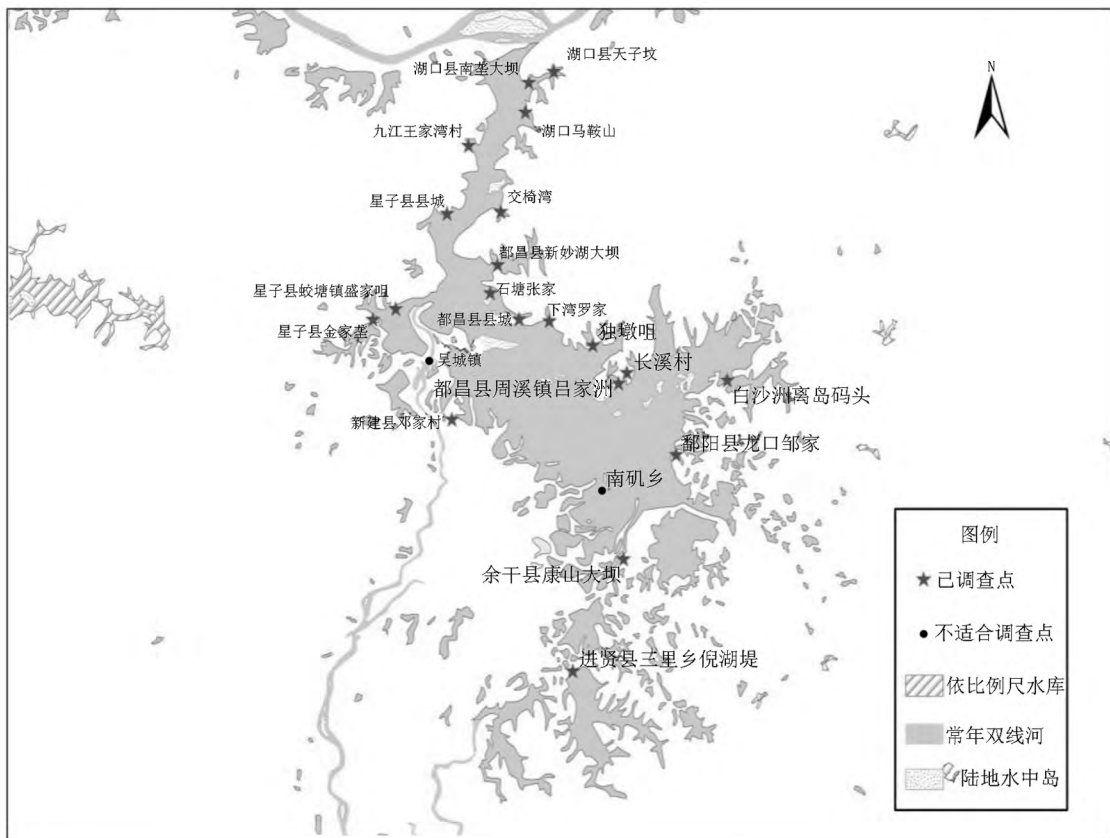 N
湖口县天子坟
湖口县南垄大坝
湖口马鞍山
九江王家湾村
星子县县城
交椅湾
都昌县新妙湖大坝
星子县蛟塘镇盛家咀
石塘张家
下湾罗家
都昌县县城
星子县金家垄
独墩咀
吴城镇
长溪村
都昌县周溪镇吕家洲
白沙洲离岛码头
新建县邓家村
鄱阳县龙口邹家
南矶乡
余干县康山大坝
进贤县三里乡倪湖堤
图例
己调查点
不适合调查点
依比例尺水库
常年双线河
陆地水中岛